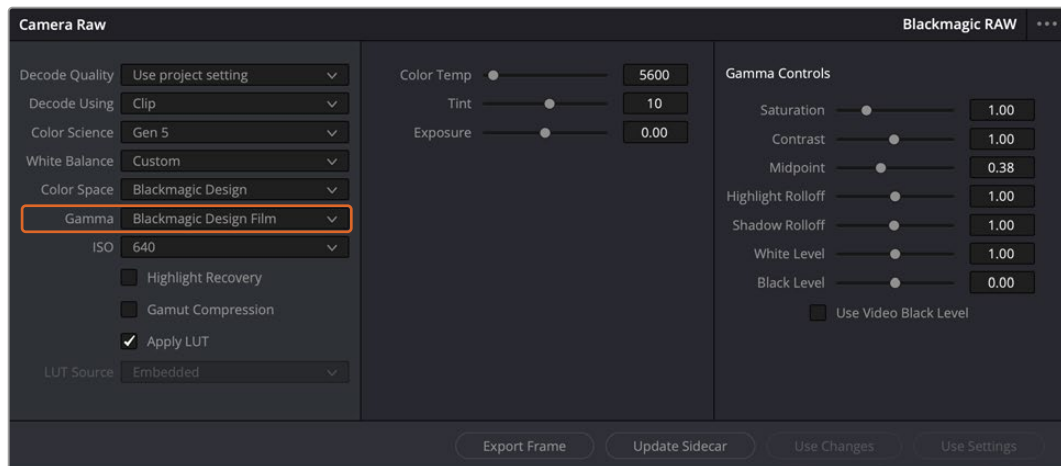 Camera Raw
Blackmagic RAW
Decode Quality Use project setting
Decode Using Clip
Color Science Gen 5
White Balance Custom
Color Space Blackmagic Design
Gamma Blackmagic Design Film
ISO 640
Highlight Recovery
Gamut Compression
Apply LUT
LUT Source Embedded
Color Temp 5600
Tint 10
Exposure 0.00
Gamma Controls
Saturation 1.00
Contrast 1.00
Midpoint 0.38
Highlight Rolloff 1.00
Shadow Rolloff 1.00
White Level 1.00
Black Level 0.00
Use Video Black Level
Export Frame
Update Sidecar
Use Changes
Use Settings